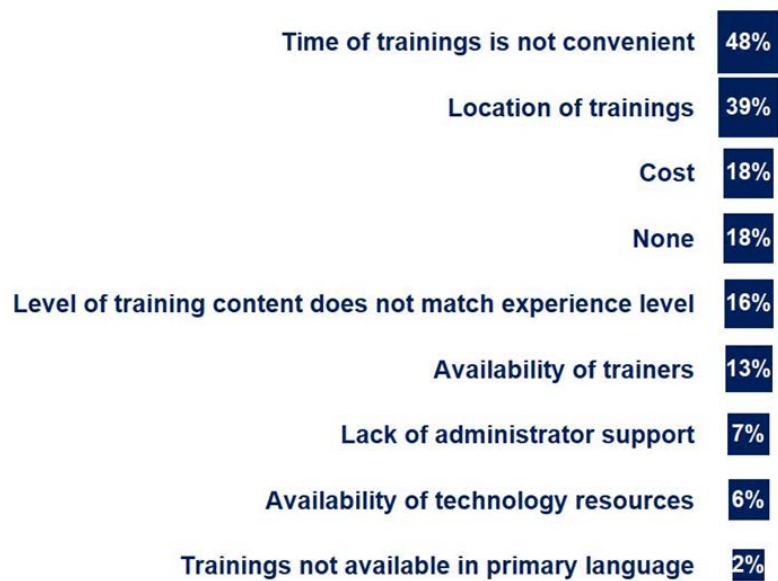 Time of trainings is not convenient 48%
Location of trainings 39%
Cost 18%
None 18%
Level of training content does not match experience level 16%
Availability of trainers 13%
Lack of administrator support 7%
Availability of technology resources 6%
Trainings not available in primary language 2%